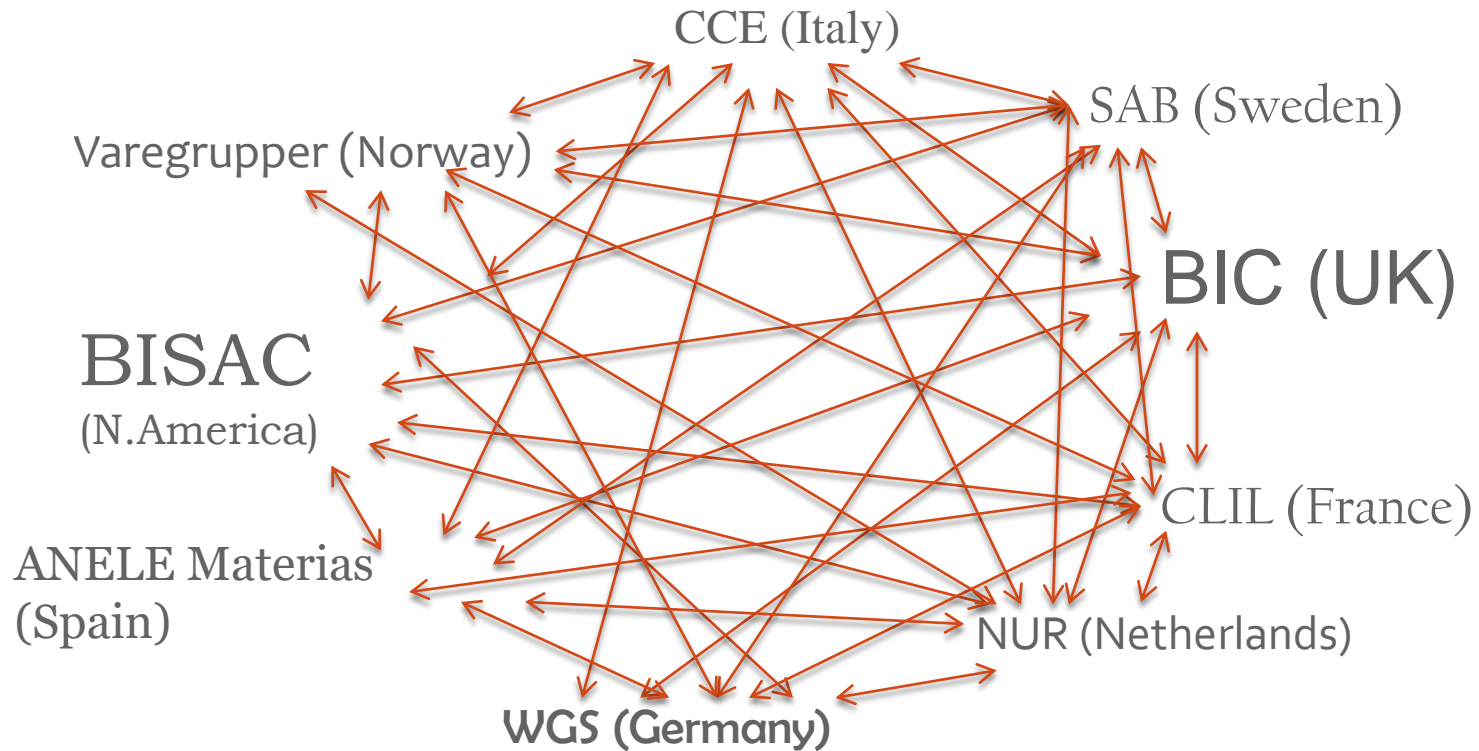 CCE (Italy)
SAB (Sweden)
Varegrupper (Norway)
BIC (UK)
BISAC
(N.America)
CLIL (France)
ANELE Materias
(Spain)
NUR (Netherlands)
WGS (Germany)